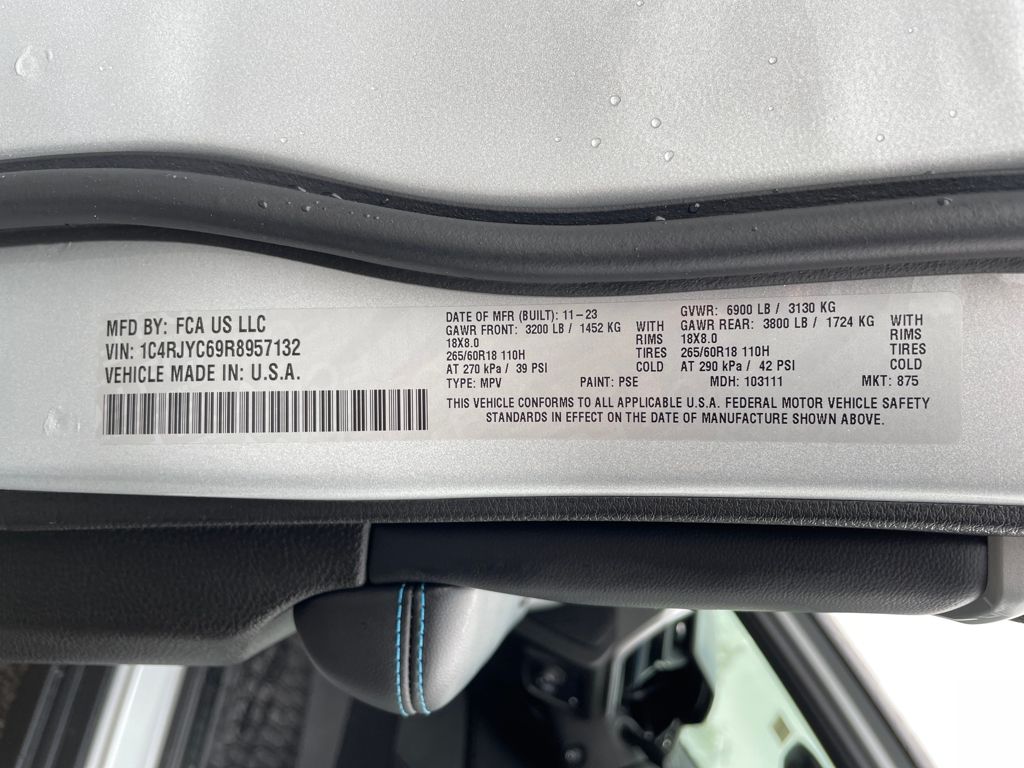 MFD BY: FCA US LLC
VIN: 1C4RJYC69R8957132
VEHICLE MADE IN: U.S.A.
DATE OF MFR (BUILT): 11-23
GAWR FRONT: 3200 LB / 1452 KG WITH
18X8.0 RIMS
265/60R18 110H TIRES
AT 270 kPa / 39 PSI COLD
GVWR: 6900 LB / 3130 KG
GAWR REAR: 3800 LB / 1724 KG WITH
18X8.0 RIMS
265/60R18 110H TIRES
AT 290 kPa / 42 PSI COLD
TYPE: MPV PAINT: PSE MDH: 103111 MKT: 875
THIS VEHICLE CONFORMS TO ALL APPLICABLE U.S.A. FEDERAL MOTOR VEHICLE SAFETY
STANDARDS IN EFFECT ON THE DATE OF MANUFACTURE SHOWN ABOVE.